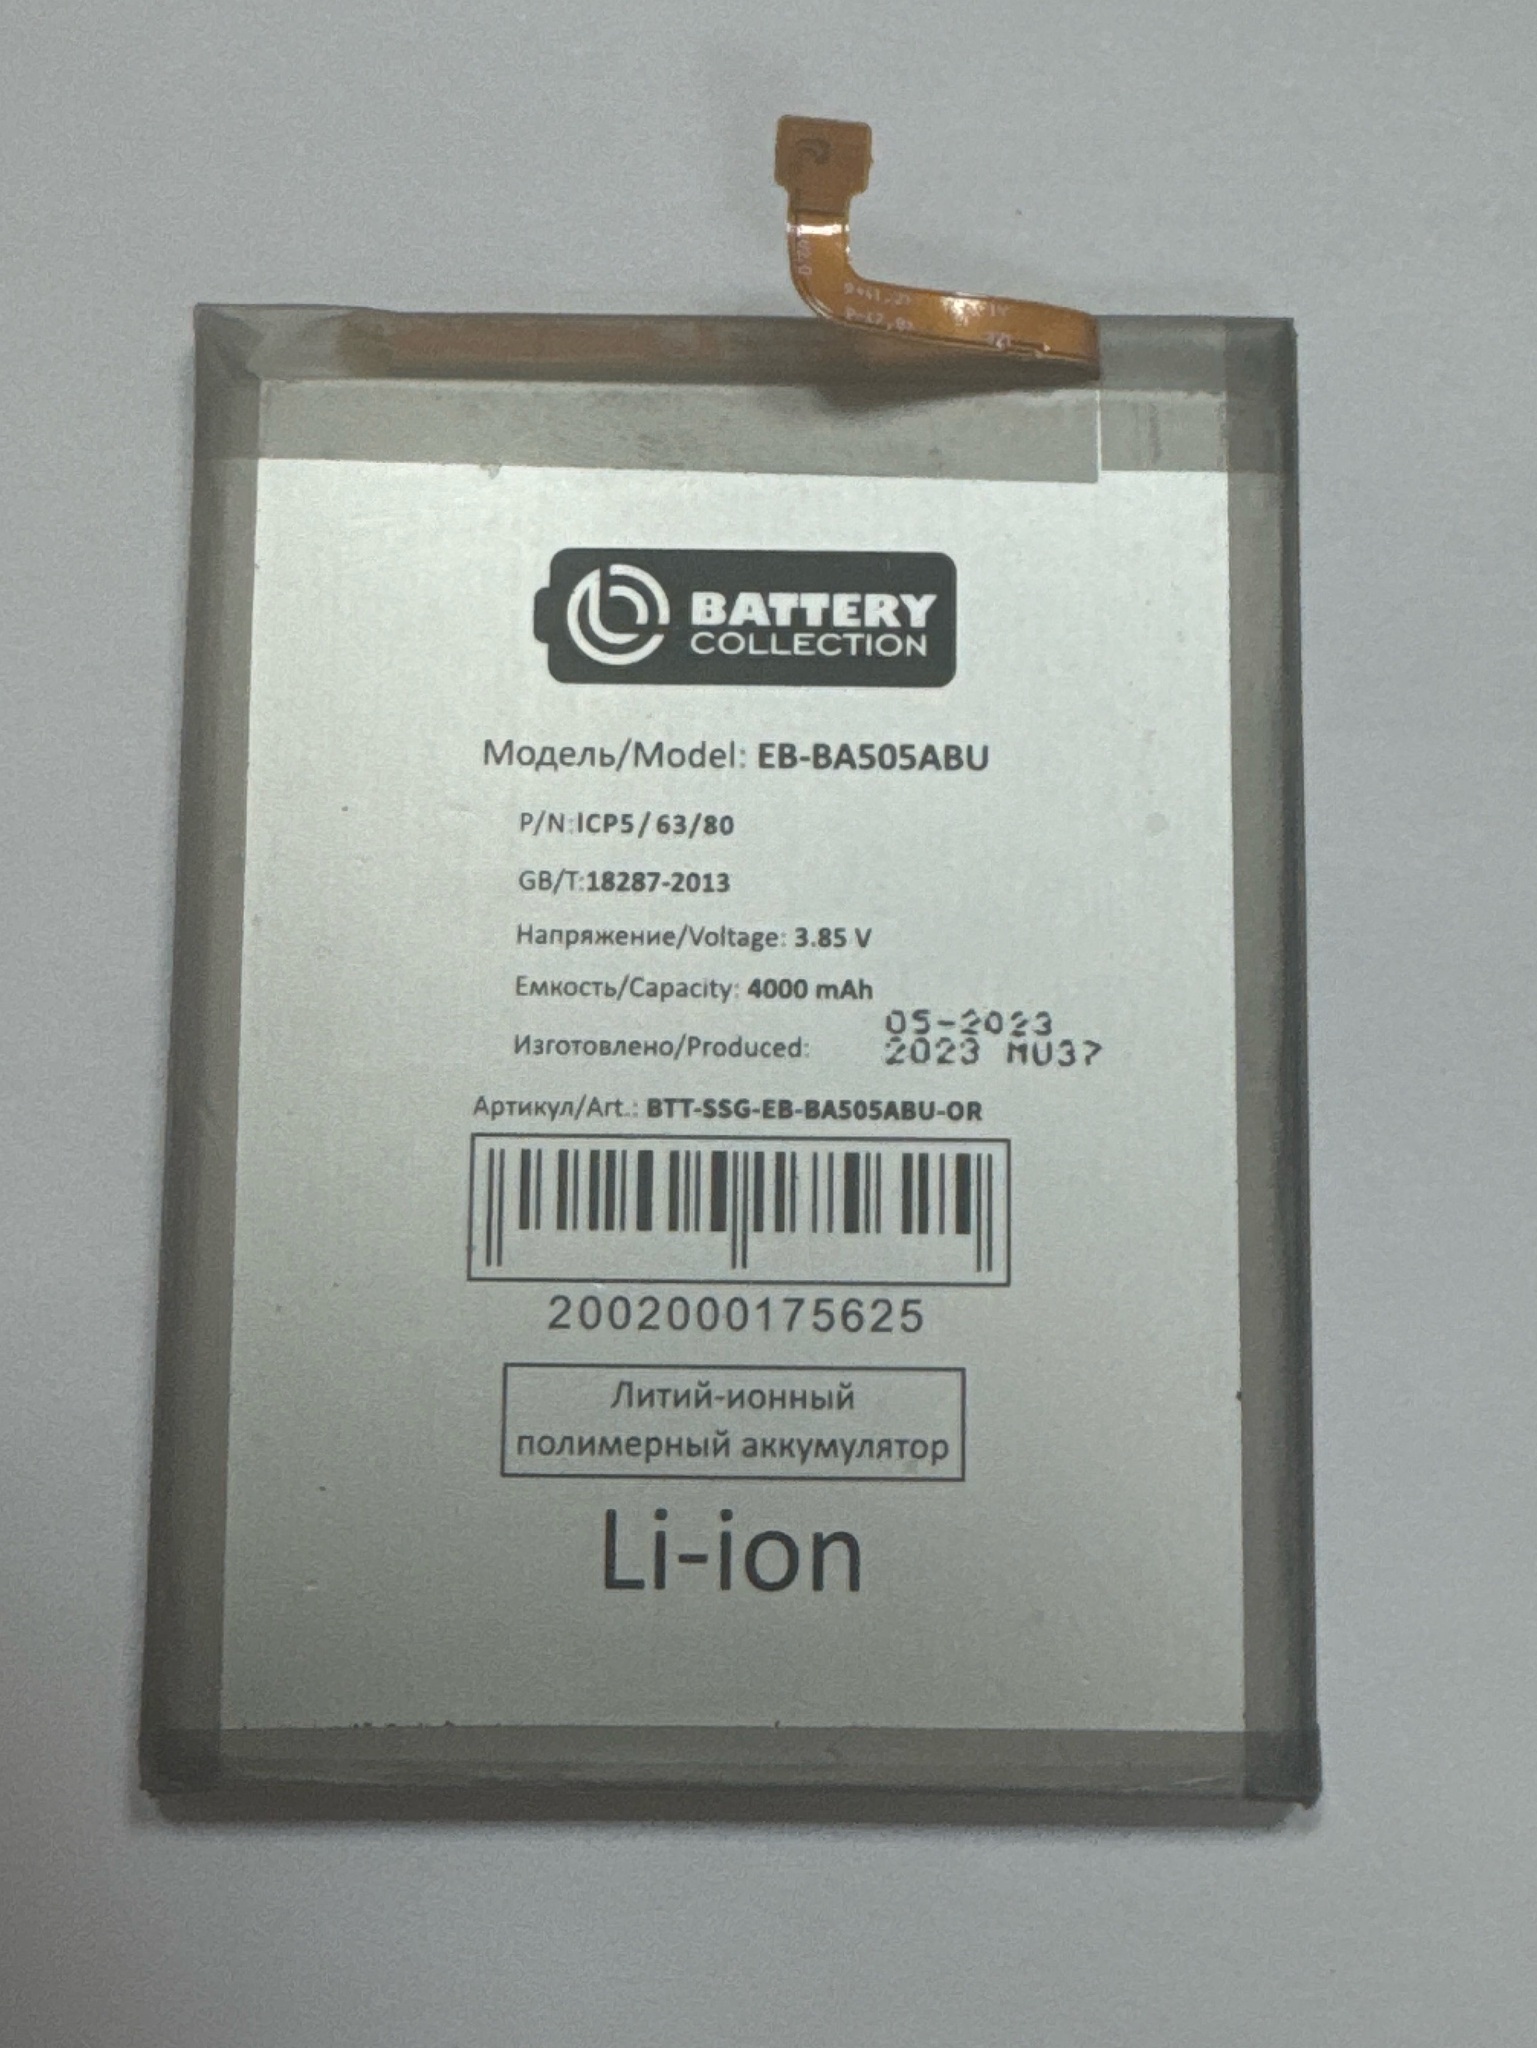 BATTERY
COLLECTION
Модель/Model: EB-BA505ABU
P/N:ICP5/63/80
GB/T:18287-2013
Напряжение/Voltage: 3.85 V
Емкость/Capacity: 4000 mAh
05-2023
Изготовлено/Produced: 2023 MU37
Артикул/Art.: BTT-SSG-EB-BA505ABU-OR
2002000175625
Литий-ионный
полимерный аккумулятор
Li-ion